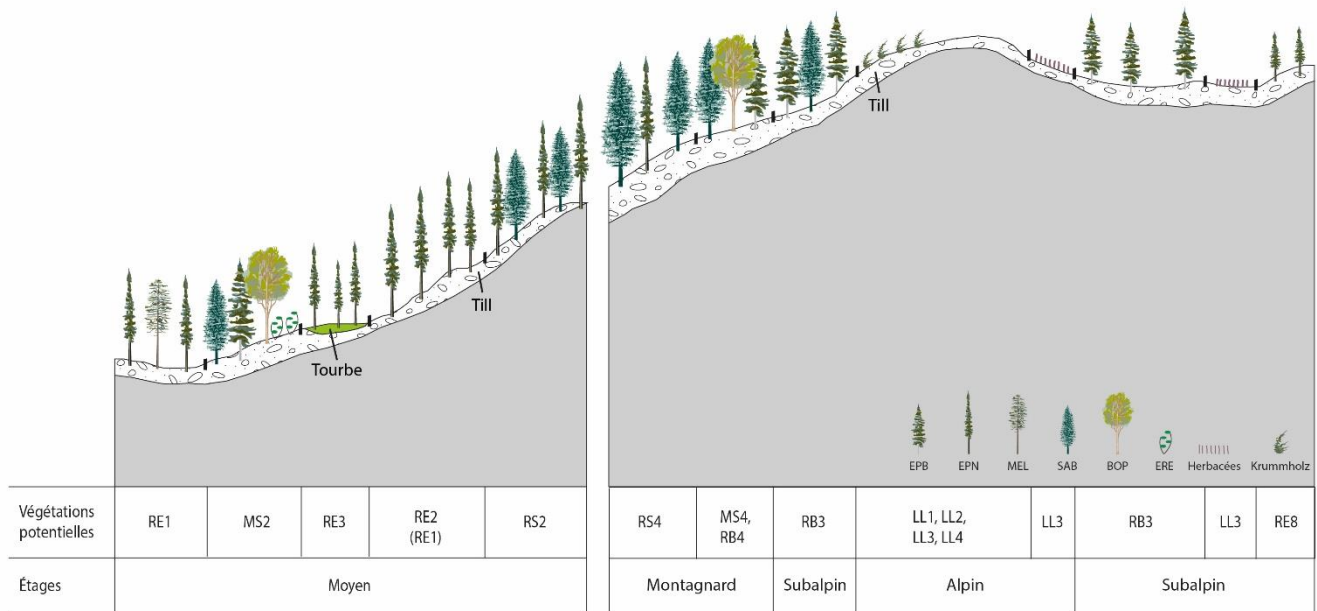 Till
Till
Tourbe
EPB EPN MEL SAB BOP ERE Herbacées Krummholz
Végétations
potentielles
RE1 MS2 RE3 RE2
(RE1)
RS2 RS4 MS4,
RB4
RB3 LL1, LL2,
LL3, LL4
LL3 RB3 LL3 RE8
Étages Moyen Montagnard Subalpin Alpin Subalpin